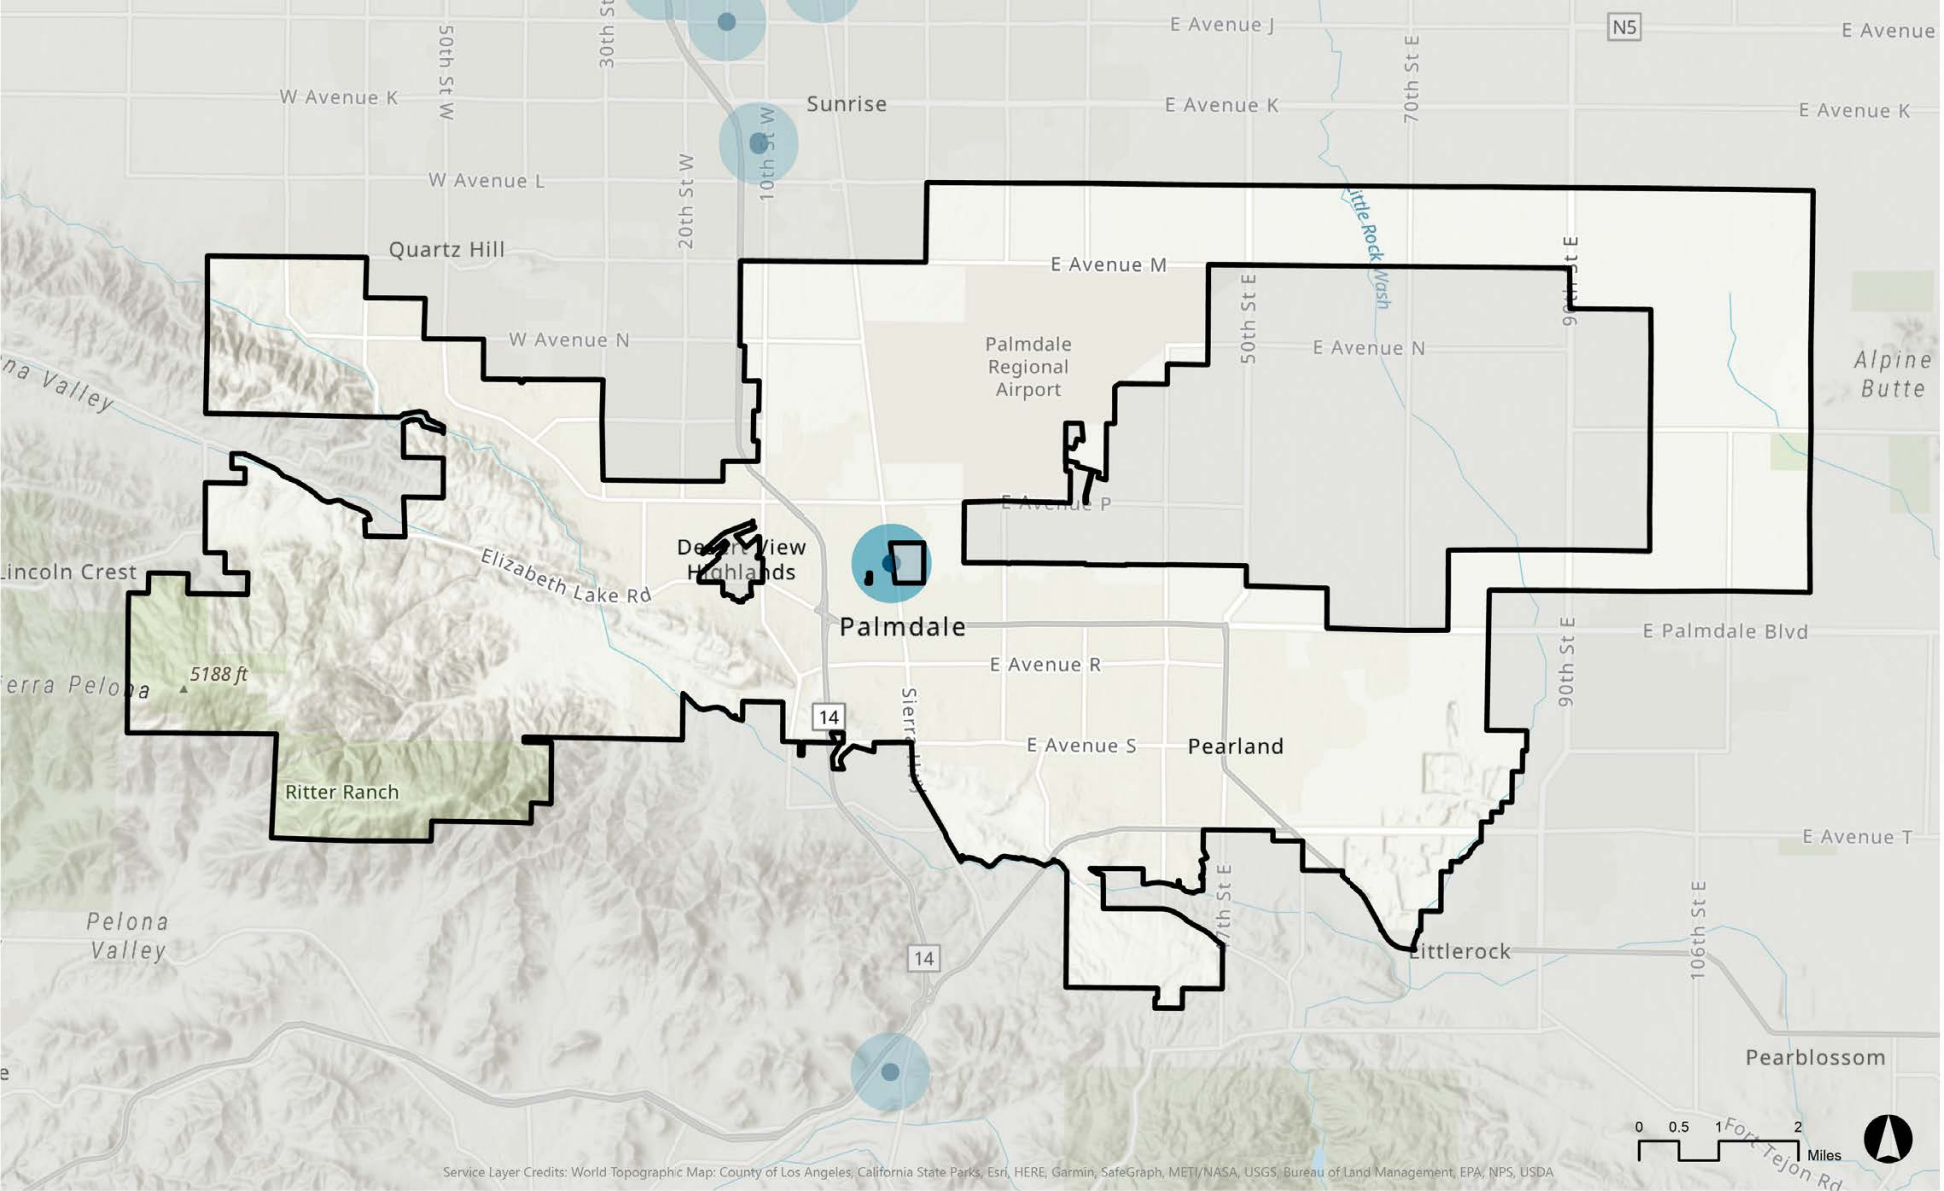 E Avenue J
N5
E Avenue
50th St W
30th St
70th St E
W Avenue K
Sunrise
E Avenue K
E Avenue K
10th St W
W Avenue L
20th St W
Little Rock Wash
Quartz Hill
E Avenue M
90th St E
50th St E
W Avenue N
Palmdale
Regional
Airport
E Avenue N
Alpine
Butte
na Valley
E Avenue P
Desert View
Highlands
Lincoln Crest
Elizabeth Lake Rd
Palmdale
E Palmdale Blvd
E Avenue R
90th St E
5188 ft
erra Pelona
14
Sierra Hwy
E Avenue S
Pearland
Ritter Ranch
E Avenue T
47th St E
106th St E
Pelona
Valley
14
Littlerock
Pearblossom
e
0 0.5 1 2
Miles
Fort Tejon Rd
Service Layer Credits: World Topographic Map: County of Los Angeles, California State Parks, Esri, HERE, Garmin, SafeGraph, METI/NASA, USGS, Bureau of Land Management, EPA, NPS, USDA